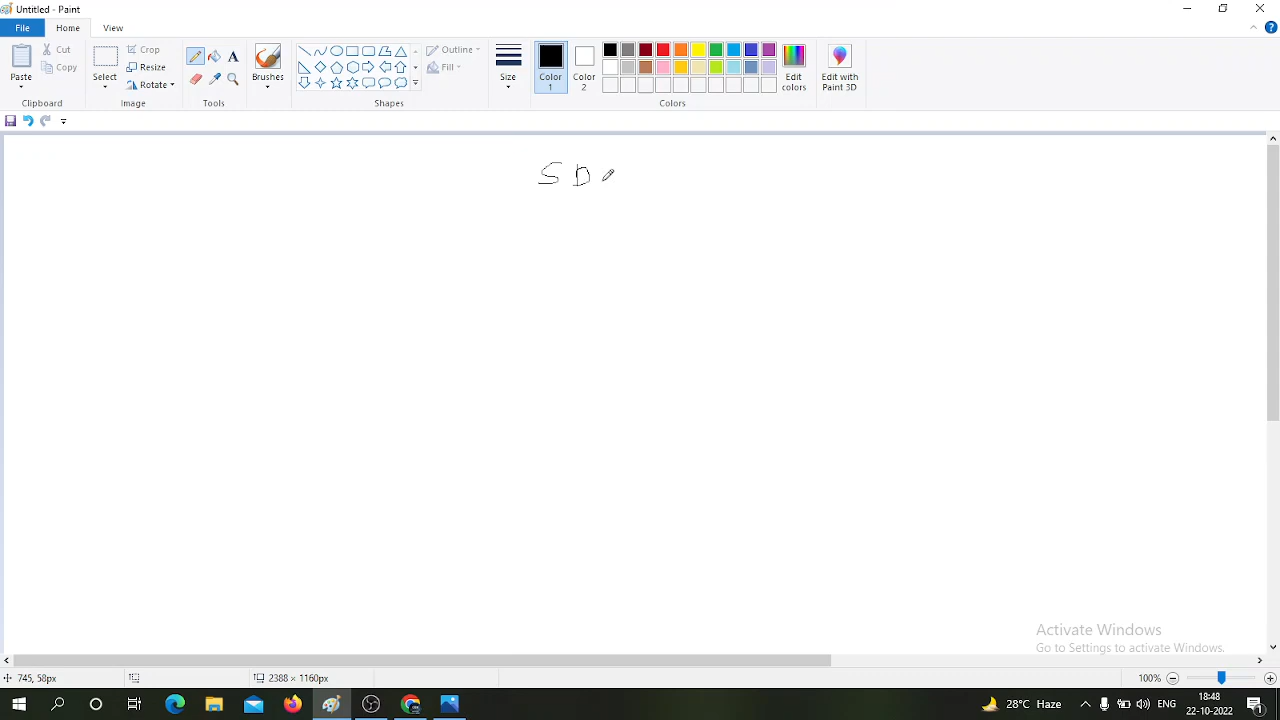 Untitled - Paint
File Home View
Paste Cut Copy Select Crop Resize Rotate Brushes Outline Fill Size Color 1 Color 2 Edit colors Edit with Paint 3D
Clipboard Image Tools Shapes Colors
S D
Activate Windows
Go to Settings to activate Windows.
745, 58px 2388 × 1160px 100%
28°C Haze ENG 18:48 22-10-2022